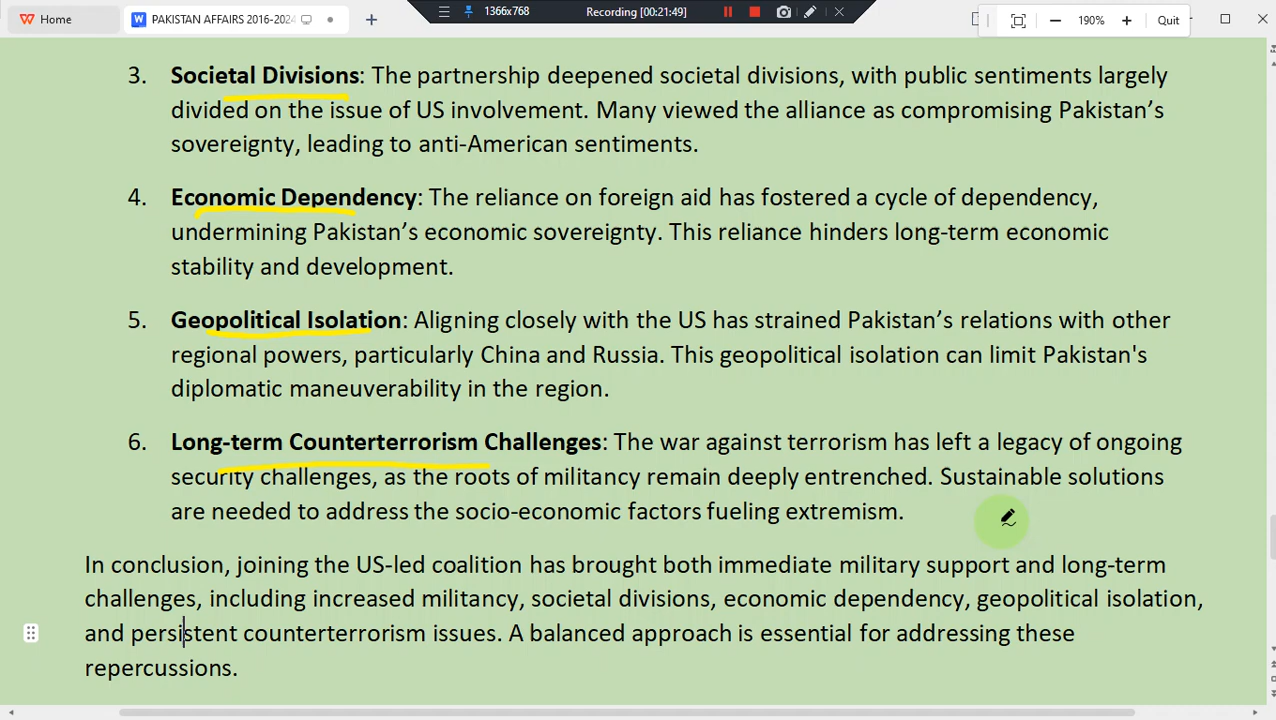 Home
PAKISTAN AFFAIRS 2016-2024
1366x768
Recording [00:21:49]
190%
Quit
3. Societal Divisions: The partnership deepened societal divisions, with public sentiments largely
divided on the issue of US involvement. Many viewed the alliance as compromising Pakistan’s
sovereignty, leading to anti-American sentiments.
4. Economic Dependency: The reliance on foreign aid has fostered a cycle of dependency,
undermining Pakistan’s economic sovereignty. This reliance hinders long-term economic
stability and development.
5. Geopolitical Isolation: Aligning closely with the US has strained Pakistan’s relations with other
regional powers, particularly China and Russia. This geopolitical isolation can limit Pakistan's
diplomatic maneuverability in the region.
6. Long-term Counterterrorism Challenges: The war against terrorism has left a legacy of ongoing
security challenges, as the roots of militancy remain deeply entrenched. Sustainable solutions
are needed to address the socio-economic factors fueling extremism.
In conclusion, joining the US-led coalition has brought both immediate military support and long-term
challenges, including increased militancy, societal divisions, economic dependency, geopolitical isolation,
and persistent counterterrorism issues. A balanced approach is essential for addressing these
repercussions.